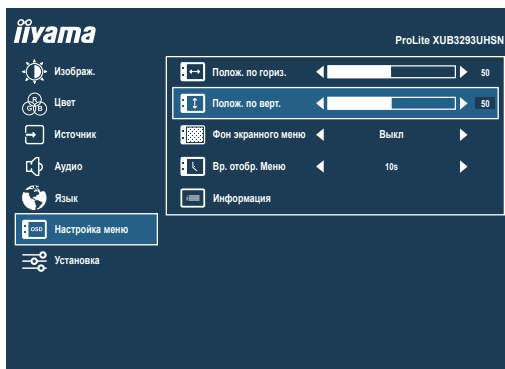 iiyama
ProLite XUB3293UHSN
Изображ.
Цвет
R
G B
Источник
Аудио
Язык
OSD Настройка меню
Установка
Полож. по гориз. 50
Полож. по верт. 50
Фон экранного меню Выкл
Вр. отобр. Меню 10s
Информация